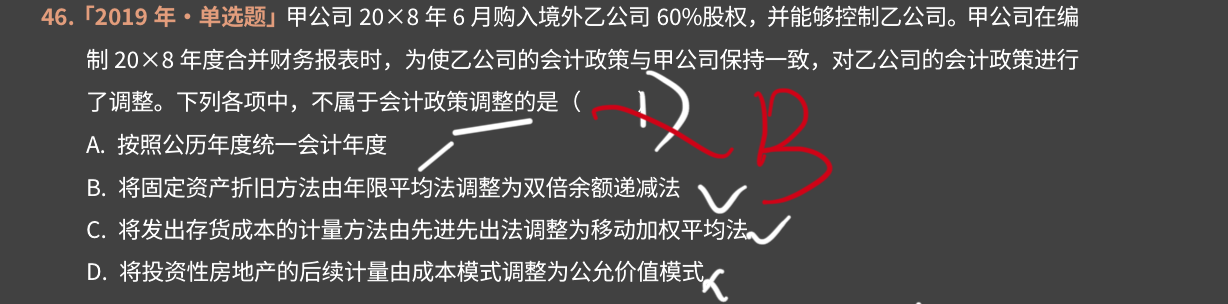 46.「2019 年·单选题」甲公司 20×8 年 6 月购入境外乙公司 60%股权，并能够控制乙公司。甲公司在编
制 20×8 年度合并财务报表时，为使乙公司的会计政策与甲公司保持一致，对乙公司的会计政策进行
了调整。下列各项中，不属于会计政策调整的是（　　）
D B
A. 按照公历年度统一会计年度
B. 将固定资产折旧方法由年限平均法调整为双倍余额递减法
C. 将发出存货成本的计量方法由先进先出法调整为移动加权平均法
D. 将投资性房地产的后续计量由成本模式调整为公允价值模式